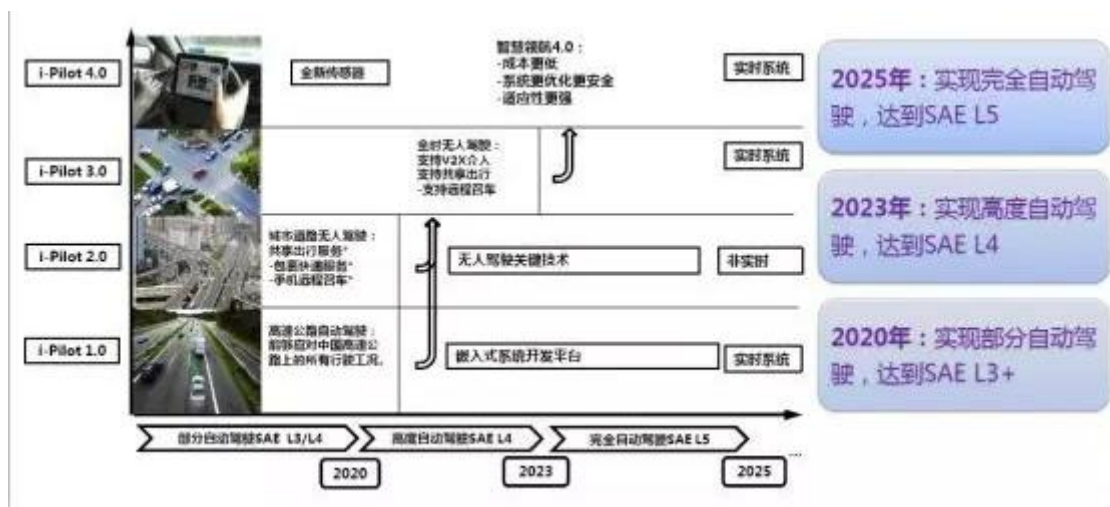 i-Pilot 4.0
全新传感器
智慧领航4.0：
-成本更低
-系统更优化更安全
-适应性更强
实时系统
i-Pilot 3.0
全时无人驾驶：
支持V2X介入
支持共享出行
-支持远程召车
实时系统
i-Pilot 2.0
城市道路无人驾驶：
共享出行服务*
-包裹快递服务*
-手机远程召车*
无人驾驶关键技术
非实时
i-Pilot 1.0
高速公路自动驾驶：
能够应对中国高速公
路上的所有行驶工况。
嵌入式系统开发平台
实时系统
部分自动驾驶SAE L3/L4
高度自动驾驶SAE L4
完全自动驾驶SAE L5
....
2020
2023
2025
2025年：实现完全自动驾
驶，达到SAE L5
2023年：实现高度自动驾
驶，达到SAE L4
2020年：实现部分自动驾
驶，达到SAE L3+